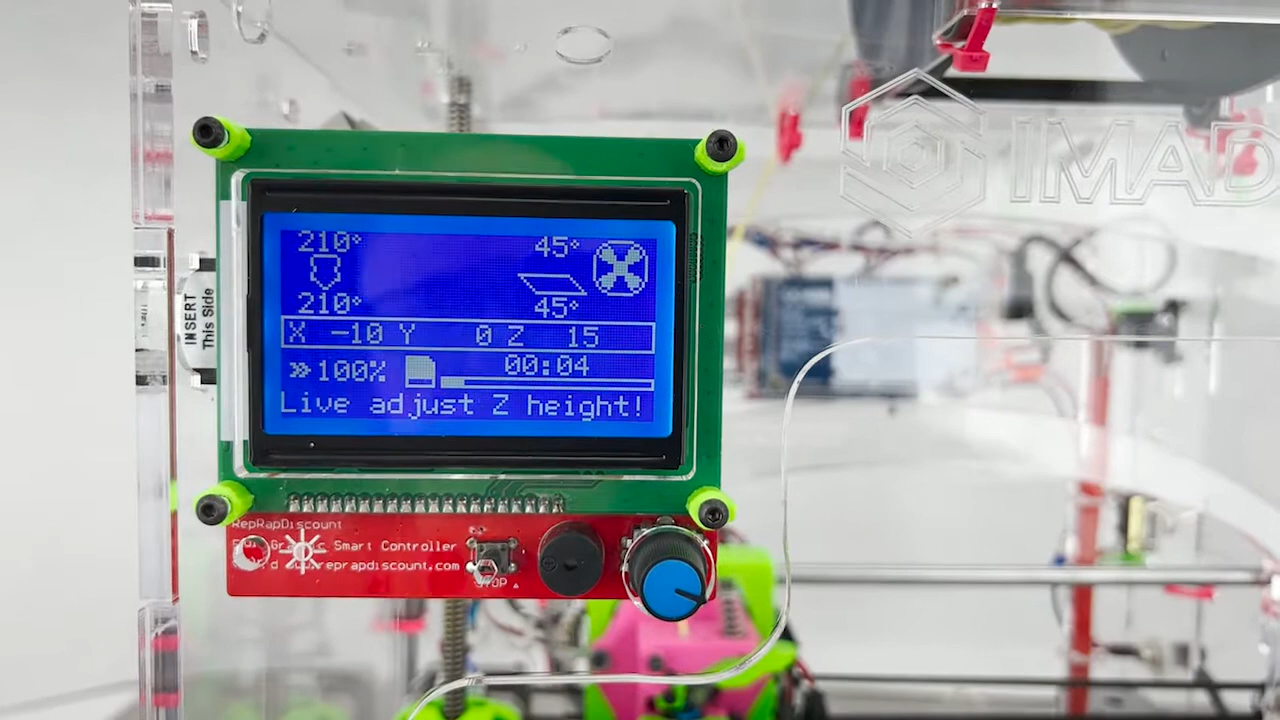 IMAD
210°
45°
210°
45°
X -10 Y 0 Z 15
100%
00:04
Live adjust Z height!
INSERT
This Side
RepRapDiscount
Smart Controller
reprapdiscount.com
STOP